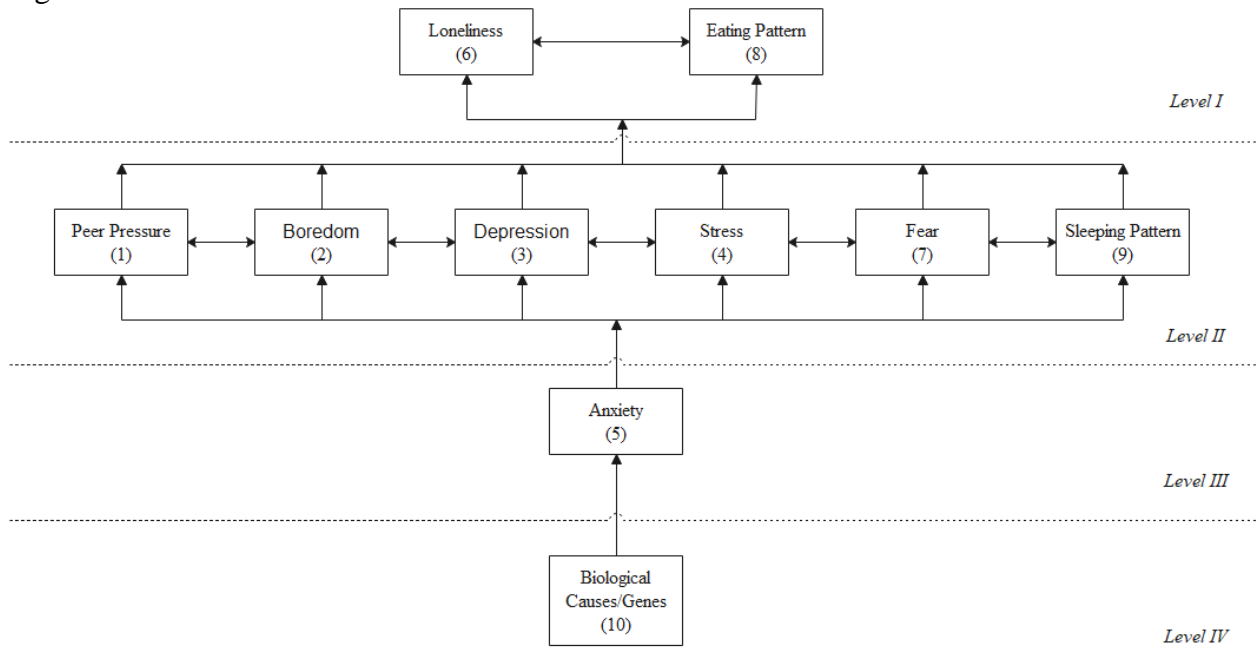 Loneliness
(6)
Eating Pattern
(8)
Level I
Peer Pressure
(1)
Boredom
(2)
Depression
(3)
Stress
(4)
Fear
(7)
Sleeping Pattern
(9)
Level II
Anxiety
(5)
Level III
Biological
Causes/Genes
(10)
Level IV